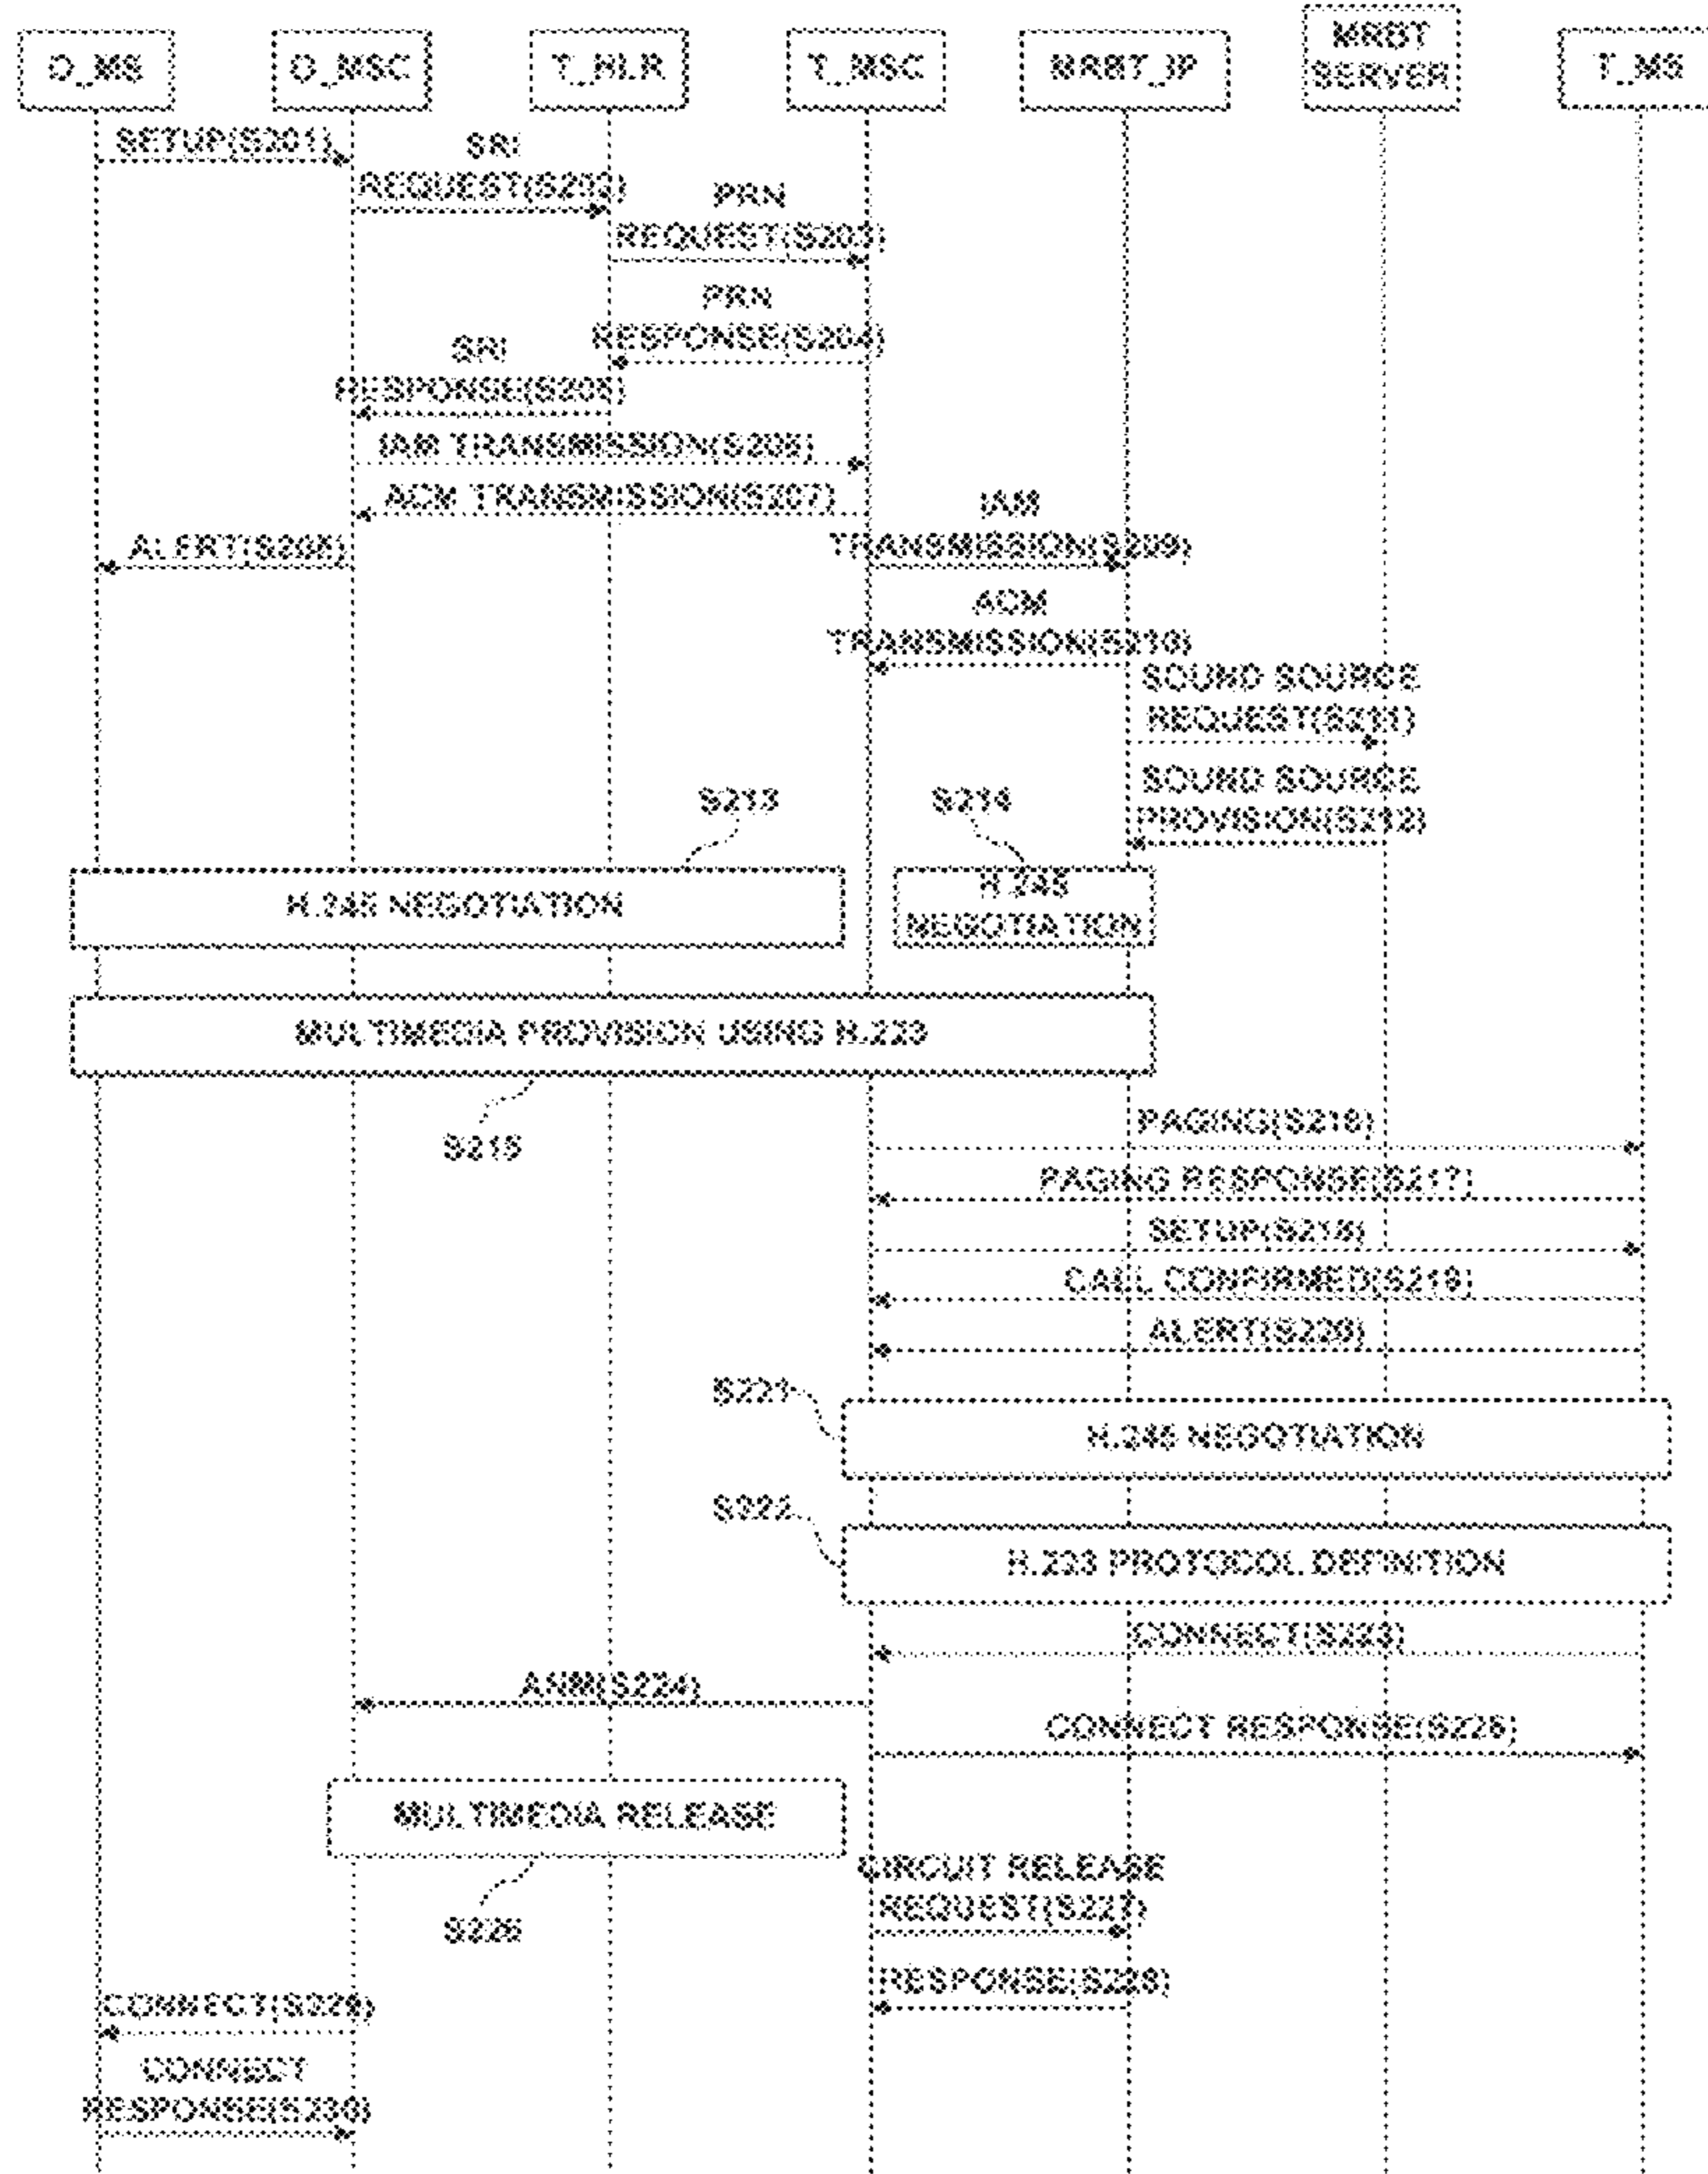 O_MS
O_MSC
T_HLR
T_MSC
MRBT_IP
MRBT
SERVER
T_MS
SETUP(S201)
SRI
REQUEST(S202)
PRN
REQUEST(S203)
PRN
RESPONSE(S204)
SRI
RESPONSE(S205)
IAM TRANSMISSION(S206)
ACM TRANSMISSION(S207)
ALERT(S208)
IAM
TRANSMISSION(S209)
ACM
TRANSMISSION(S210)
SOUND SOURCE
REQUEST(S211)
SOUND SOURCE
PROVISION(S212)
S213
S214
H.245 NEGOTIATION
H.245
NEGOTIATION
MULTIMEDIA PROVISION USING H.223
S215
PAGING(S216)
PAGING RESPONSE(S217)
SETUP(S218)
CALL CONFIRMED(S219)
ALERT(S220)
S221
H.245 NEGOTIATION
S222
H.223 PROTOCOL DEFINITION
CONNECT(S223)
ANM(S224)
CONNECT RESPONSE(S225)
MULTIMEDIA RELEASE
S226
CIRCUIT RELEASE
REQUEST(S227)
RESPONSE(S228)
CONNECT(S229)
CONNECT
RESPONSE(S230)